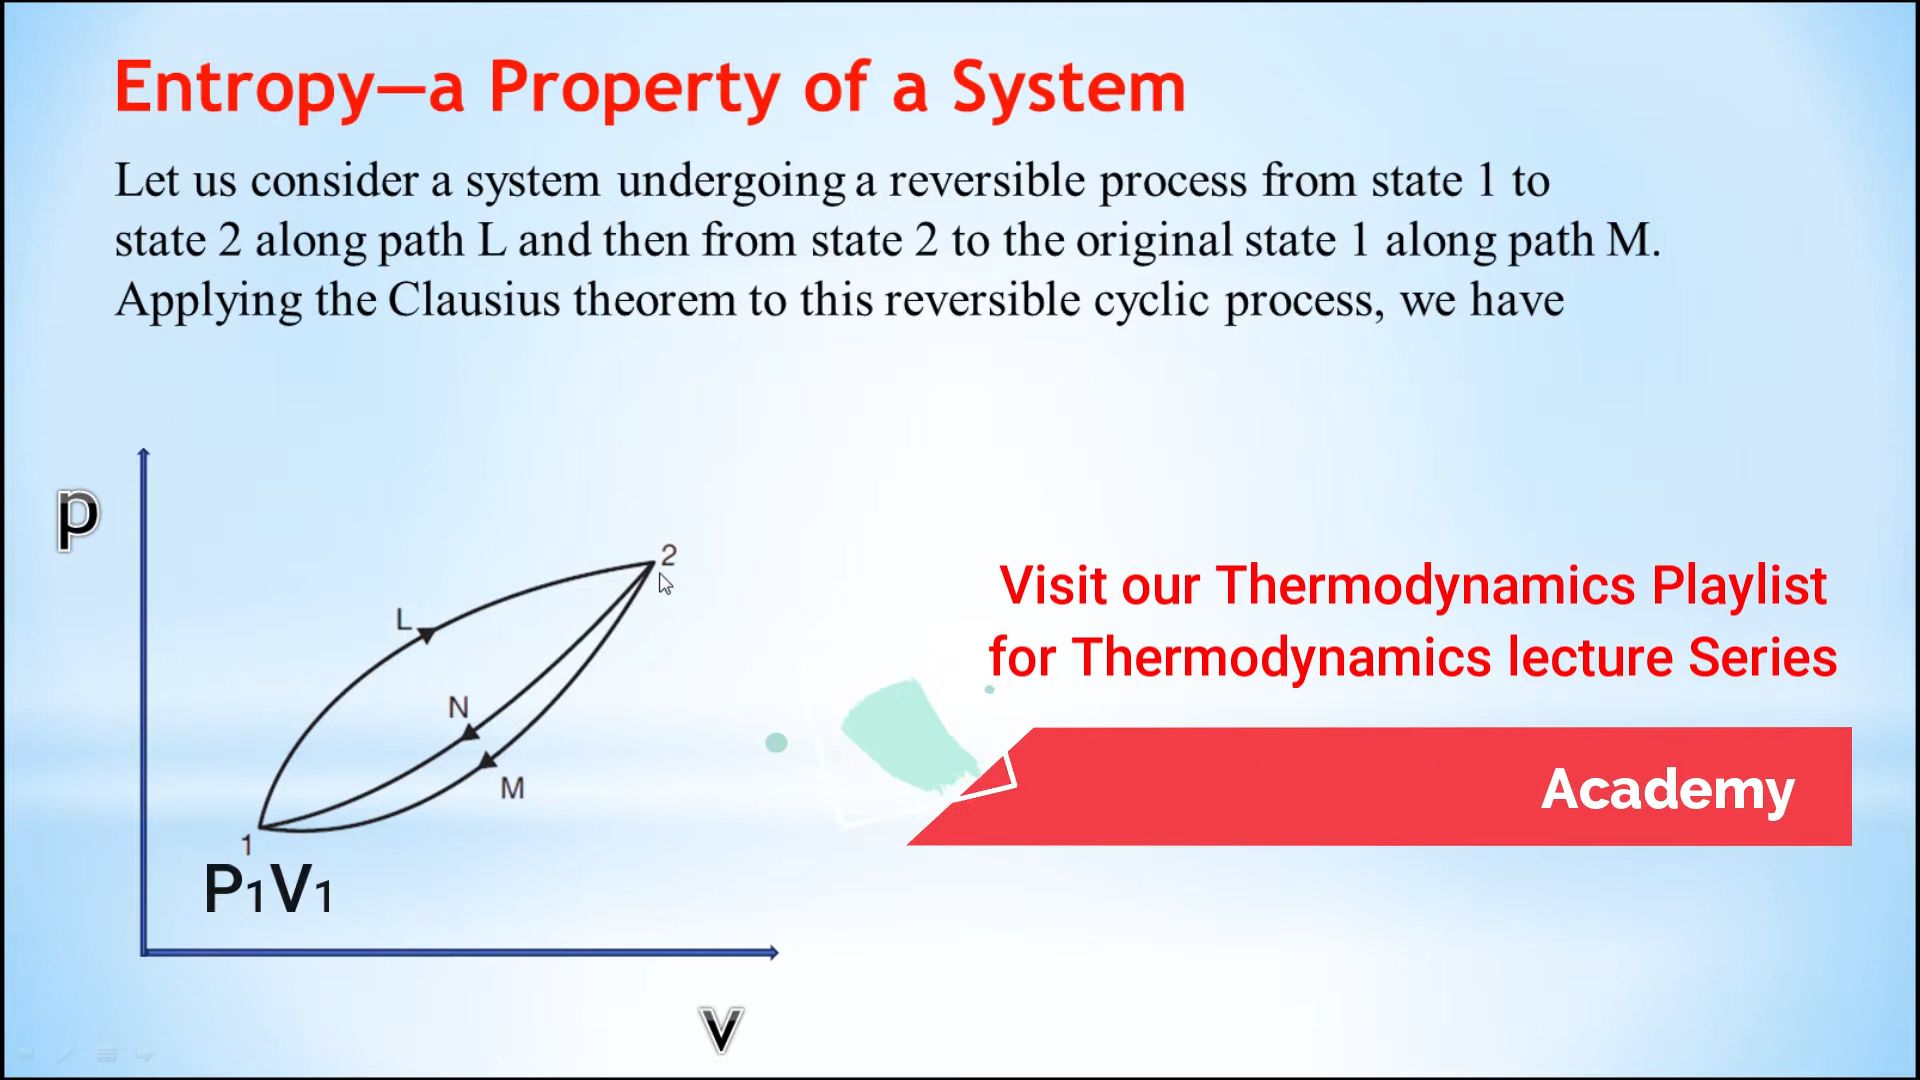 Entropy—a Property of a System
Let us consider a system undergoing a reversible process from state 1 to
state 2 along path L and then from state 2 to the original state 1 along path M.
Applying the Clausius theorem to this reversible cyclic process, we have
p
2
L
N
M
1
P₁V₁
v
Visit our Thermodynamics Playlist
for Thermodynamics lecture Series
Academy